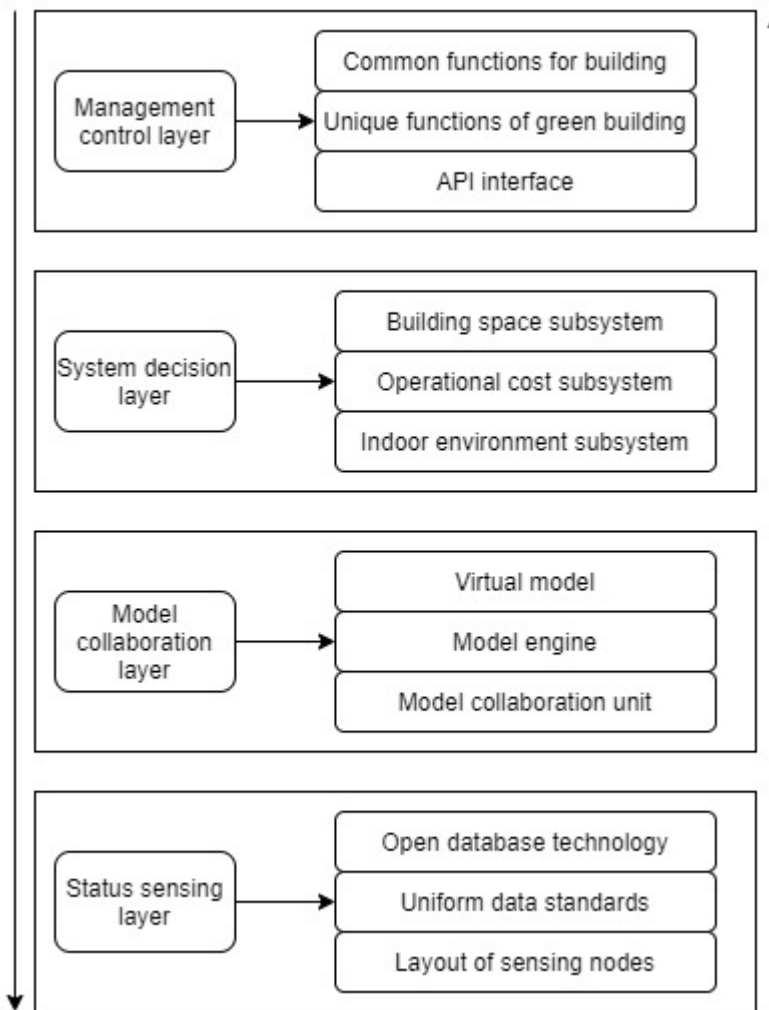 Management
control layer
Common functions for building
Unique functions of green building
API interface
System decision
layer
Building space subsystem
Operational cost subsystem
Indoor environment subsystem
Model
collaboration
layer
Virtual model
Model engine
Model collaboration unit
Status sensing
layer
Open database technology
Uniform data standards
Layout of sensing nodes